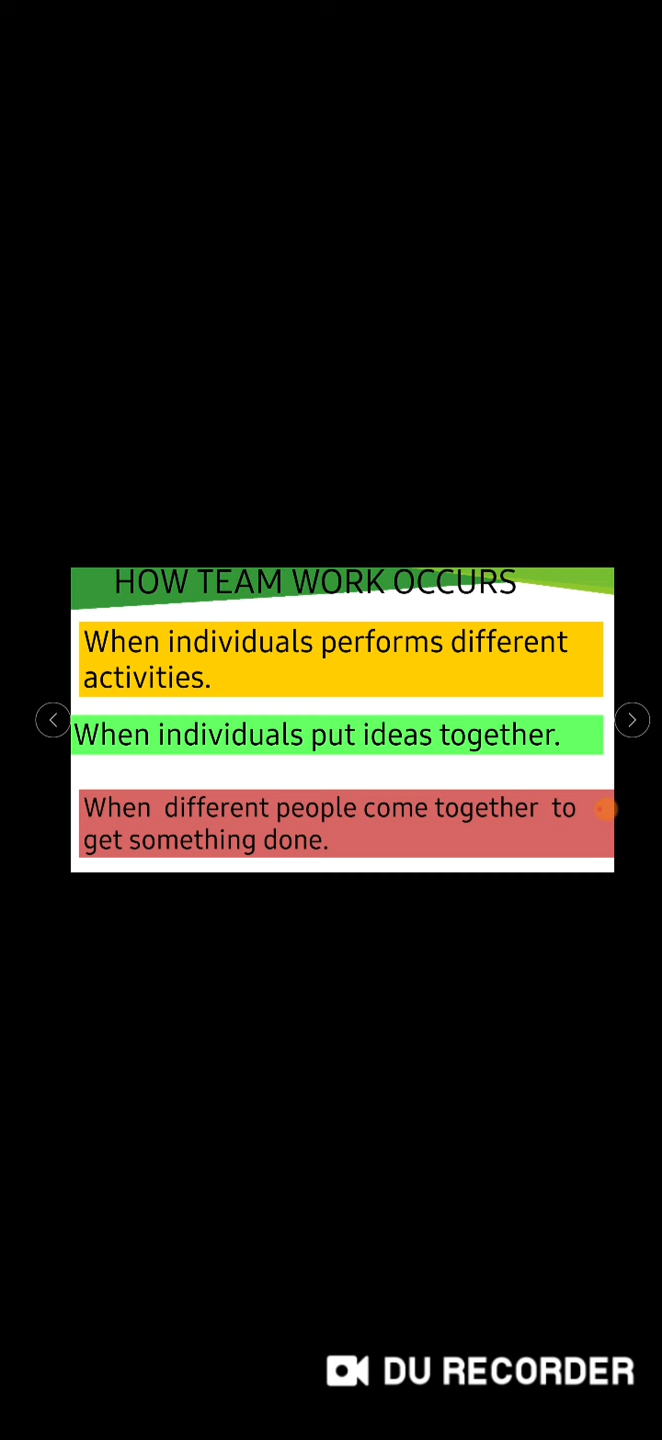 HOW TEAM WORK OCCURS
When individuals performs different
activities.
When individuals put ideas together.
When different people come together to
get something done.
DU RECORDER